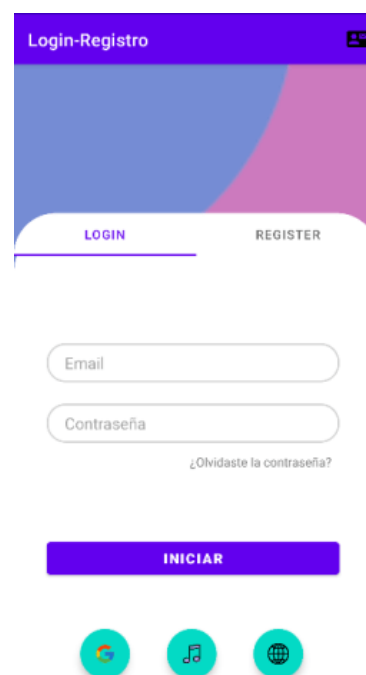 Login-Registro
LOGIN REGISTER
Email
Contraseña
¿Olvidaste la contraseña?
INICIAR
G